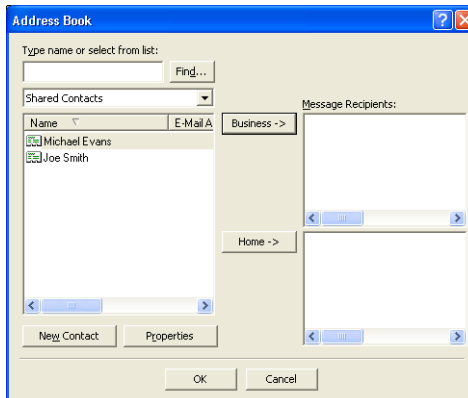 Address Book
Type name or select from list:
Find...
Shared Contacts
Message Recipients:
Name E-Mail A
Business ->
Michael Evans
Joe Smith
Home ->
New Contact Properties
OK Cancel